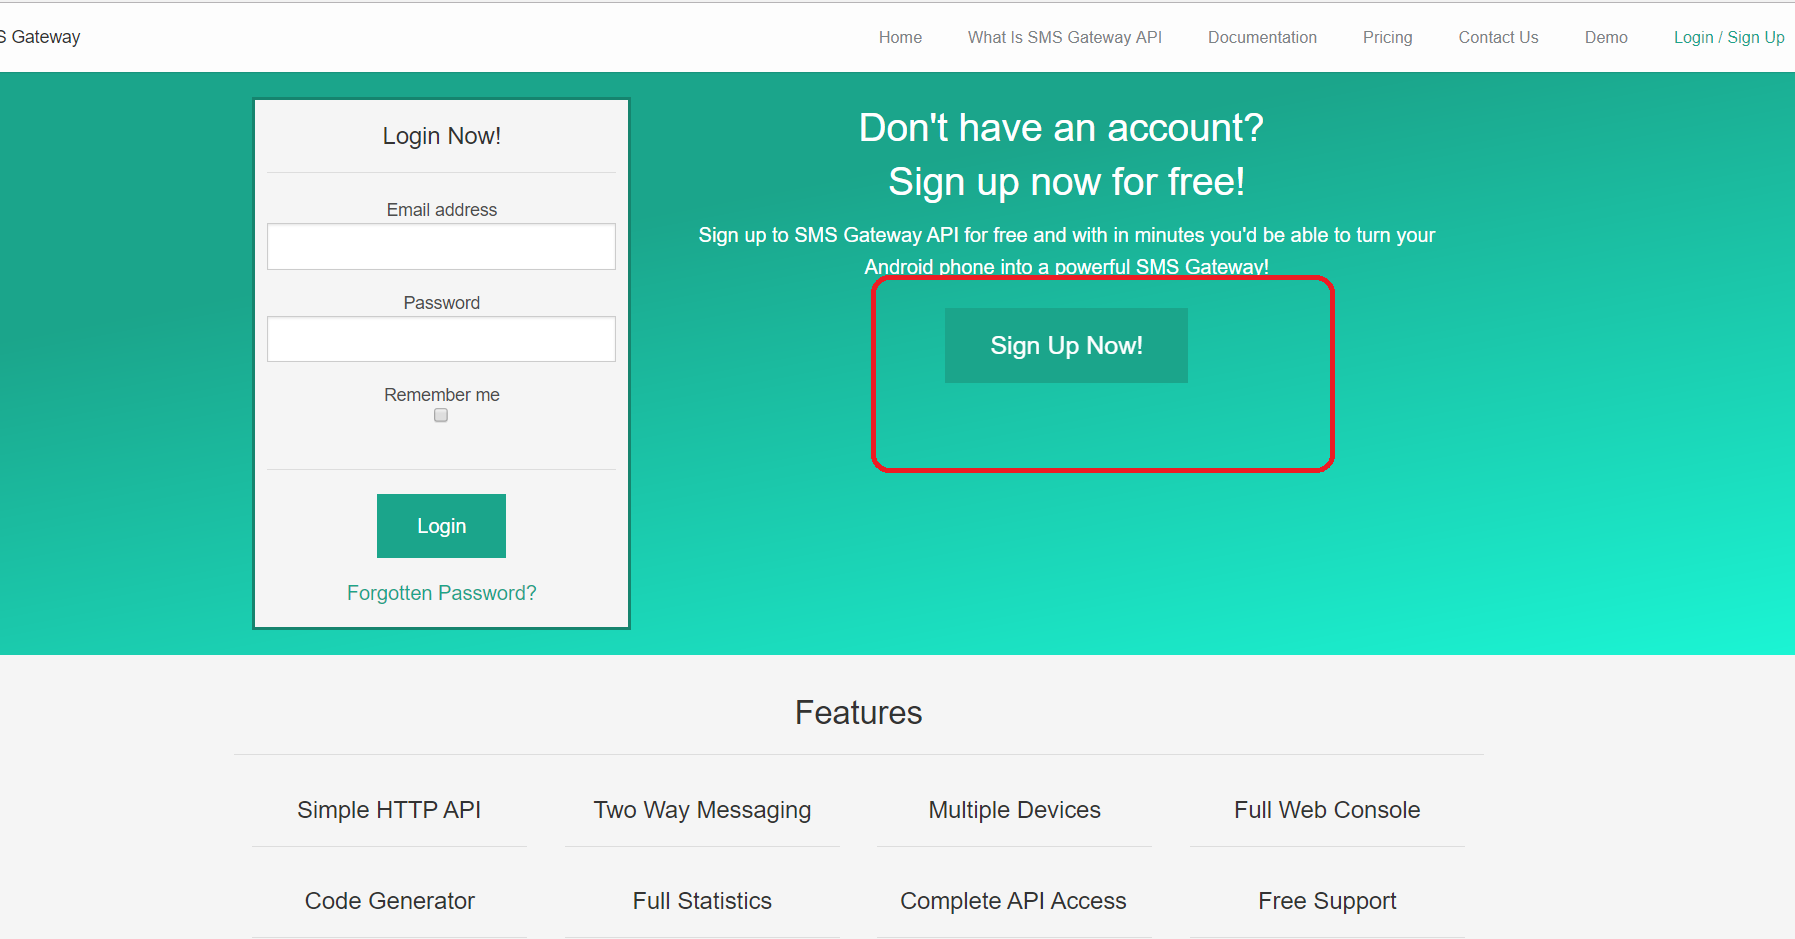 S Gateway
Home
What Is SMS Gateway API
Documentation
Pricing
Contact Us
Demo
Login / Sign Up
Login Now!
Email address
Password
Remember me
Login
Forgotten Password?
Don't have an account?
Sign up now for free!
Sign up to SMS Gateway API for free and with in minutes you'd be able to turn your
Android phone into a powerful SMS Gateway!
Sign Up Now!
Features
Simple HTTP API
Two Way Messaging
Multiple Devices
Full Web Console
Code Generator
Full Statistics
Complete API Access
Free Support